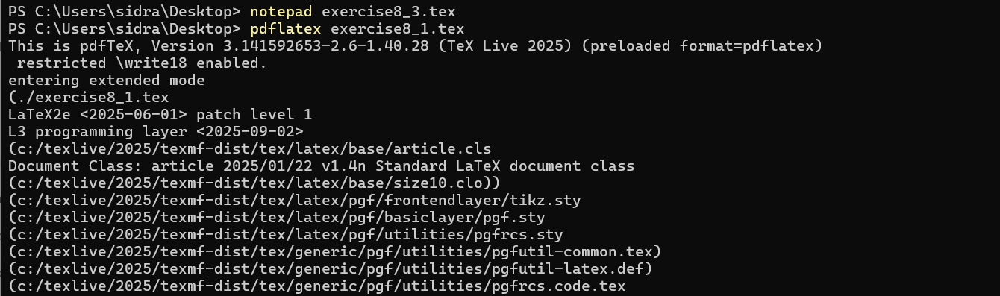 PS C:\Users\sidra\Desktop> notepad exercise8_3.tex
PS C:\Users\sidra\Desktop> pdflatex exercise8_1.tex
This is pdfTeX, Version 3.141592653-2.6-1.40.28 (TeX Live 2025) (preloaded format=pdflatex)
 restricted \write18 enabled.
entering extended mode
(./exercise8_1.tex
LaTeX2e <2025-06-01> patch level 1
L3 programming layer <2025-09-02>
(c:/texlive/2025/texmf-dist/tex/latex/base/article.cls
Document Class: article 2025/01/22 v1.4n Standard LaTeX document class
(c:/texlive/2025/texmf-dist/tex/latex/base/size10.clo))
(c:/texlive/2025/texmf-dist/tex/latex/pgf/frontendlayer/tikz.sty
(c:/texlive/2025/texmf-dist/tex/latex/pgf/basiclayer/pgf.sty
(c:/texlive/2025/texmf-dist/tex/latex/pgf/utilities/pgfrcs.sty
(c:/texlive/2025/texmf-dist/tex/generic/pgf/utilities/pgfutil-common.tex)
(c:/texlive/2025/texmf-dist/tex/generic/pgf/utilities/pgfutil-latex.def)
(c:/texlive/2025/texmf-dist/tex/generic/pgf/utilities/pgfrcs.code.tex